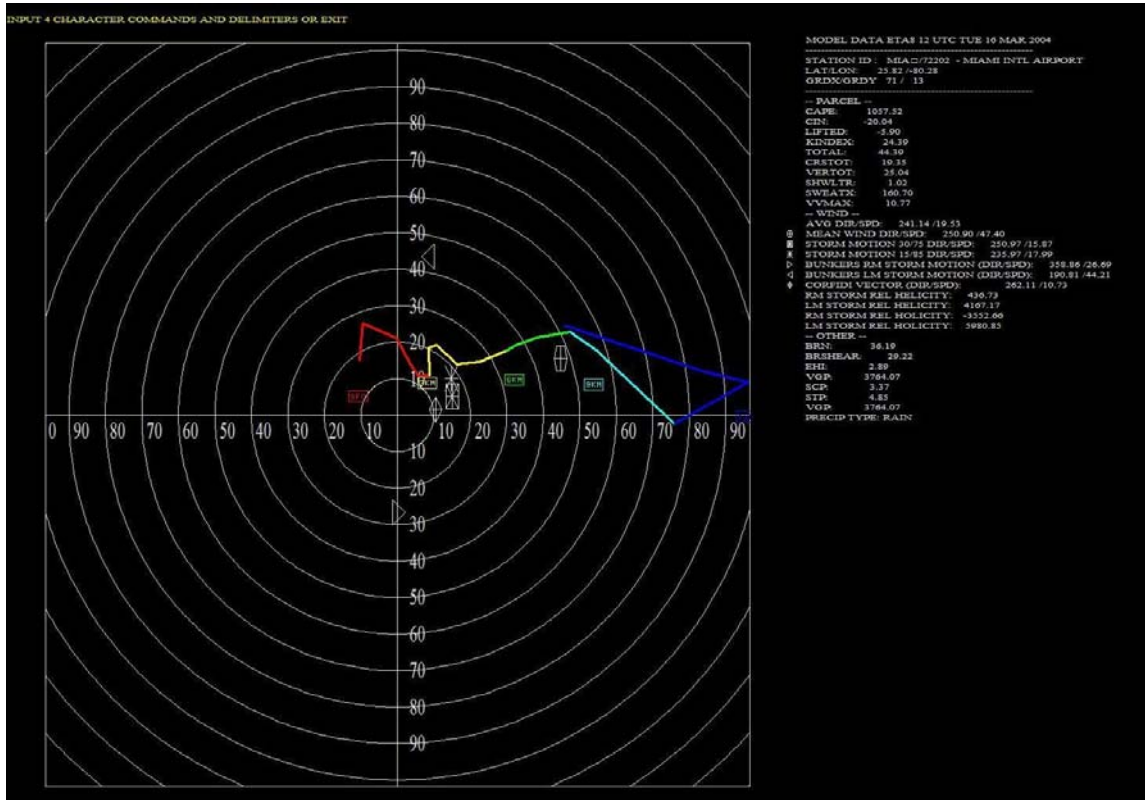 INPUT 4 CHARACTER COMMANDS AND DELIMITERS OR EXIT
MODEL DATA ETA8 12 UTC TUE 16 MAR 2004
STATION ID : MIA□/72202 - MIAMI INTL AIRPORT
LAT/LON: 25.82 /-80.28
GRDX/GRDY 71 / 13
-- PARCEL --
CAPE: 1057.52
CIN: -20.04
LIFTED: -5.90
KINDEX: 24.39
TOTAL: 44.39
CRSTOT: 19.35
VERTOT: 25.04
SHWLTR: 1.02
SWEATX: 160.70
VVMAX: 10.77
-- WIND --
AVG DIR/SPD: 241.14 /19.53
MEAN WIND DIR/SPD: 250.90 /47.40
STORM MOTION 30/75 DIR/SPD: 250.97 /15.87
STORM MOTION 15/85 DIR/SPD: 235.97 /17.99
BUNKERS RM STORM MOTION (DIR/SPD): 358.86 /26.69
BUNKERS LM STORM MOTION (DIR/SPD): 190.81 /44.21
CORFIDI VECTOR (DIR/SPD): 262.11 /10.73
RM STORM REL HELICITY: 436.73
LM STORM REL HELICITY: 4167.17
RM STORM REL HOLICITY: -3552.66
LM STORM REL HOLICITY: 5980.85
-- OTHER --
BRN: 36.19
BRSHEAR: 29.22
EHI: 2.89
VGP: 3764.07
SCP: 3.37
STP: 4.85
VGP: 3764.07
PRECIP TYPE: RAIN
90
80
70
60
50
40
30
20
10
6KM
9KM
0 90 80 70 60 50 40 30 20 10 10 20 30 40 50 60 70 80 90
10
20
30
40
50
60
70
80
90